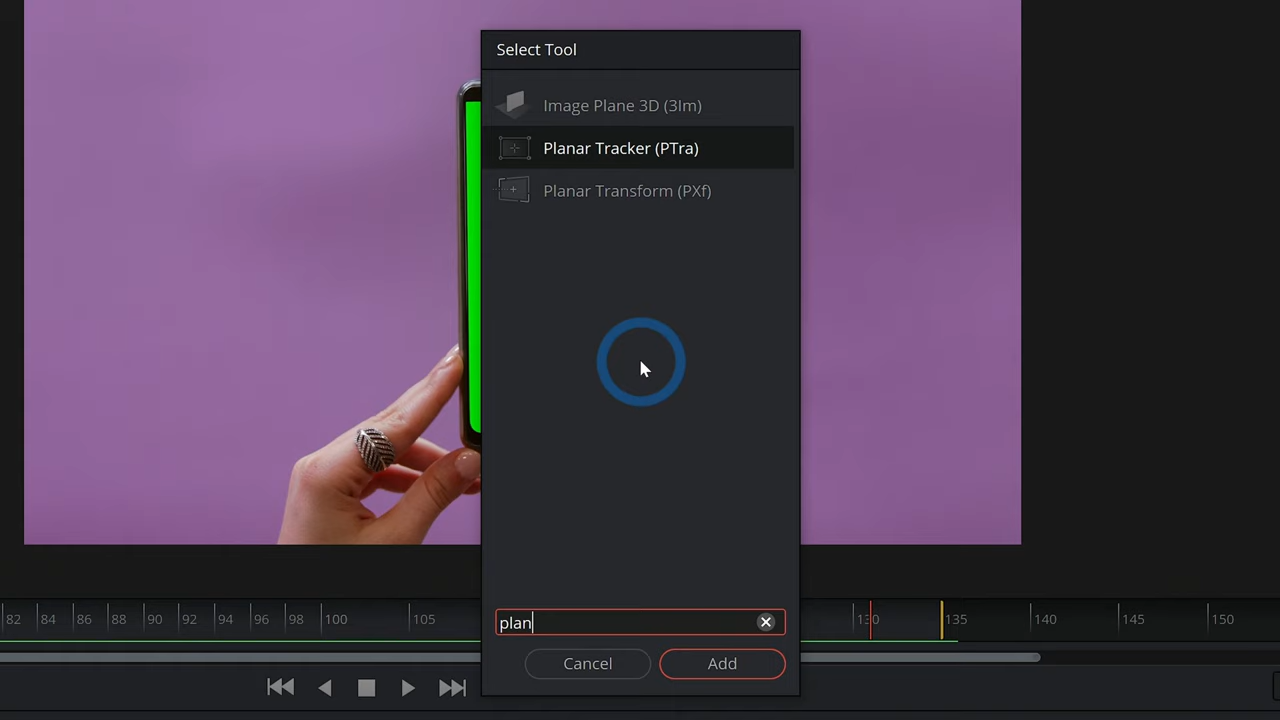 Select Tool
Image Plane 3D (3Im)
Planar Tracker (PTra)
Planar Transform (PXf)
82 84 86 88 90 92 94 96 98 100 105 130 135 140 145 150
plan
Cancel Add